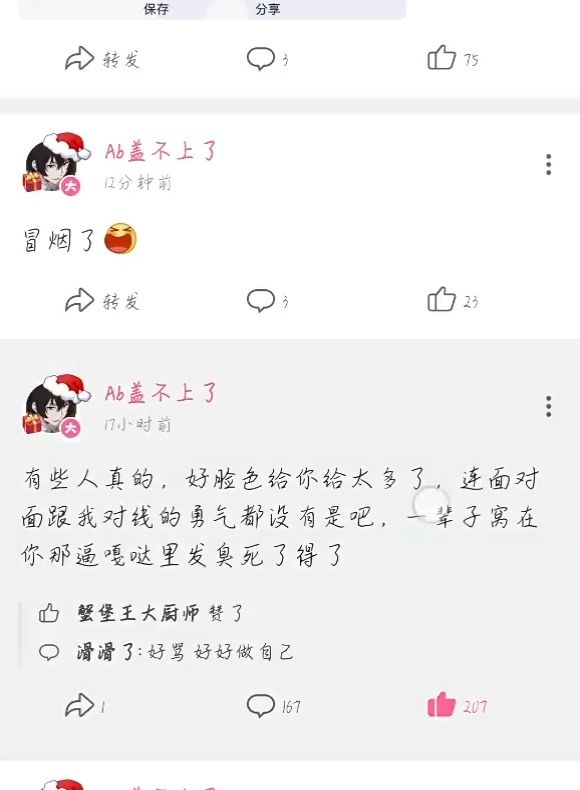 保存 分享
转发 3 75
Ab盖不上了
大 12分钟前
冒烟了
转发 3 23
Ab盖不上了
大 17小时前
有些人真的，好脸色给你给太多了，连面对
面跟我对线的勇气都没有是吧，一辈子窝在
你那逼嘎哒里发臭死了得了
蟹堡王大厨师 赞了
滑滑了:好骂 好好做自己
1 167 207